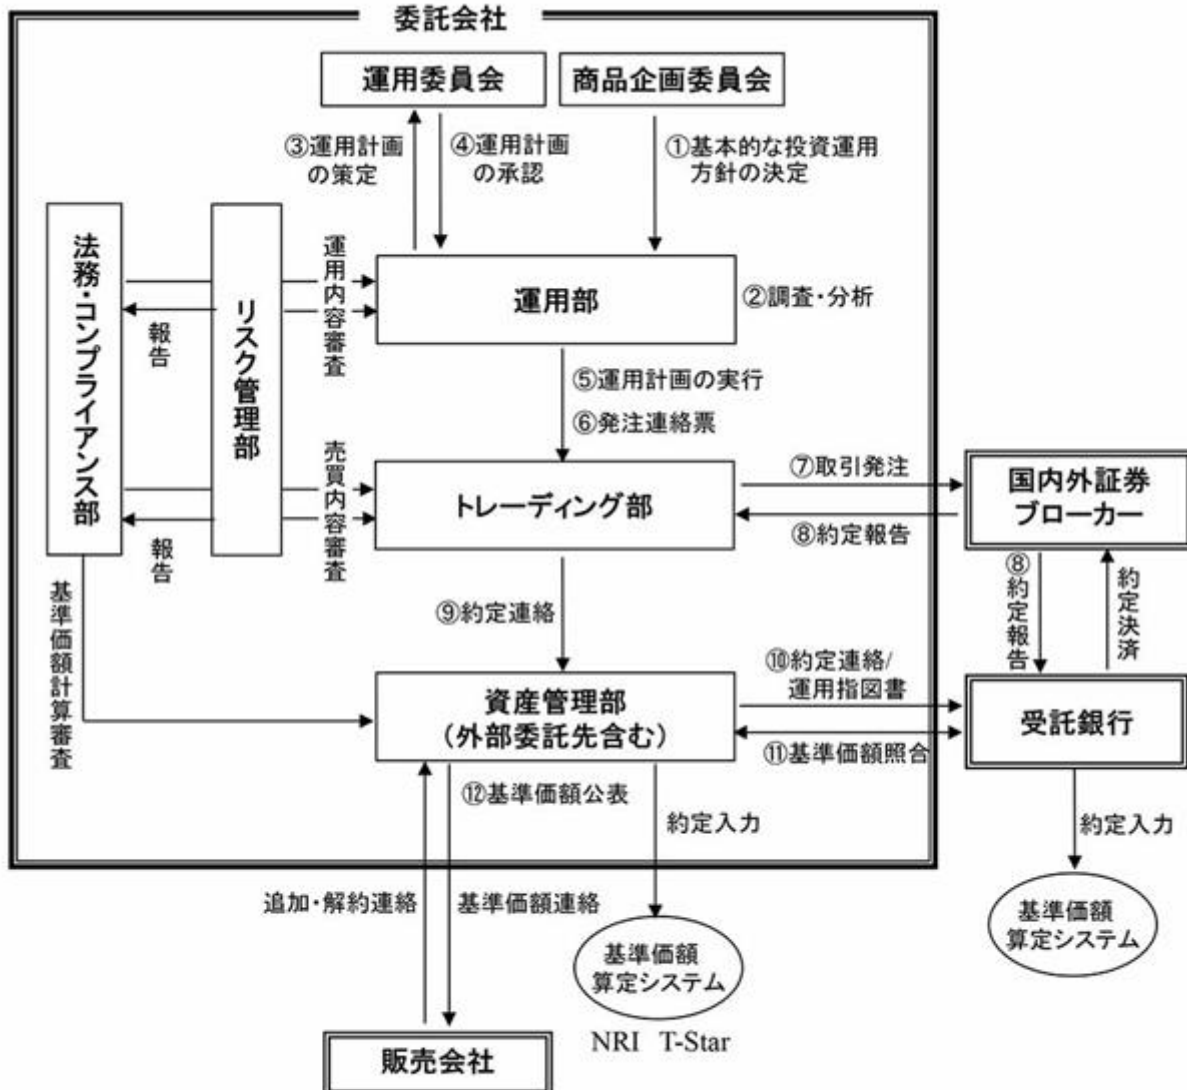 委託会社
運用委員会
商品企画委員会
③運用計画
の策定
④運用計画
の承認
①基本的な投資運用
方針の決定
法務・コンプライアンス部
リスク管理部
報告
運用内容審査
運用部
②調査・分析
⑤運用計画の実行
⑥発注連絡票
報告
売買内容審査
トレーディング部
⑦取引発注
⑧約定報告
国内外証券
ブローカー
⑧約定報告
約定決済
⑨約定連絡
基準価額計算審査
資産管理部
(外部委託先含む)
⑩約定連絡/
運用指図書
⑪基準価額照合
受託銀行
⑫基準価額公表
約定入力
約定入力
追加・解約連絡
基準価額連絡
基準価額
算定システム
基準価額
算定システム
NRI T-Star
販売会社